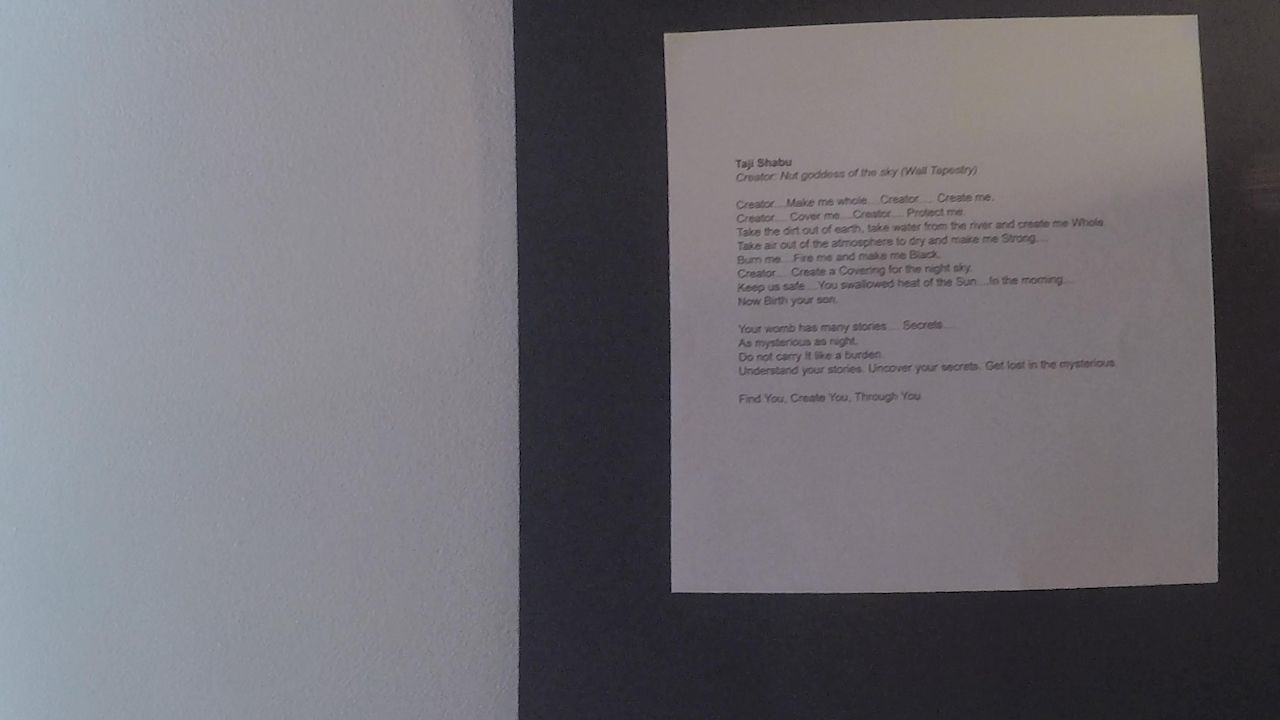 Taji Shabu
Creator: Nut goddess of the sky (Wall Tapestry)
Creator....Make me whole....Creator..... Create me.
Creator..... Cover me....Creator..... Protect me.
Take the dirt out of earth, take water from the river and create me Whole.
Take air out of the atmosphere to dry and make me Strong....
Burn me....Fire me and make me Black.
Creator..... Create a Covering for the night sky.
Keep us safe....You swallowed heat of the Sun....In the morning....
Now Birth your son.
Your womb has many stories..... Secrets....
As mysterious as night.
Do not carry it like a burden.
Understand your stories. Uncover your secrets. Get lost in the mysterious.
Find You, Create You, Through You